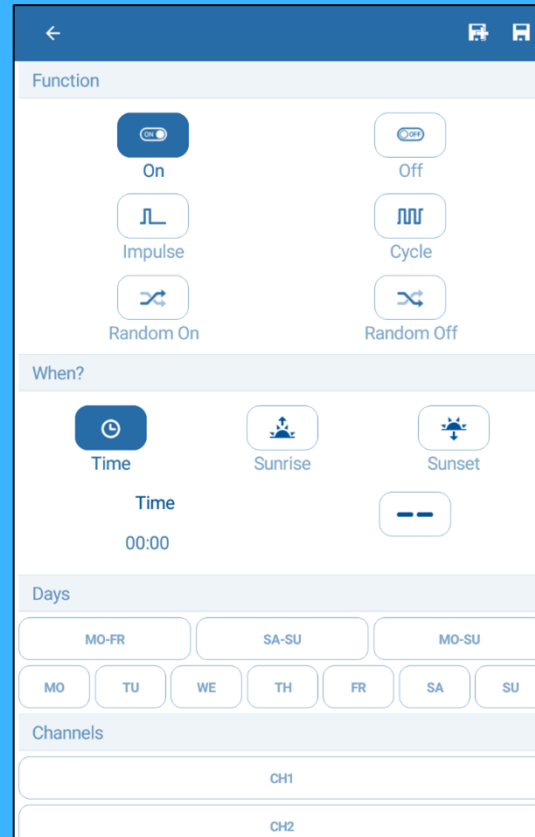 Function
ON OFF
On Off
Impulse Cycle
Random On Random Off
When?
Time Sunrise Sunset
Time
00:00
Days
MO-FR SA-SU MO-SU
MO TU WE TH FR SA SU
Channels
CH1
CH2